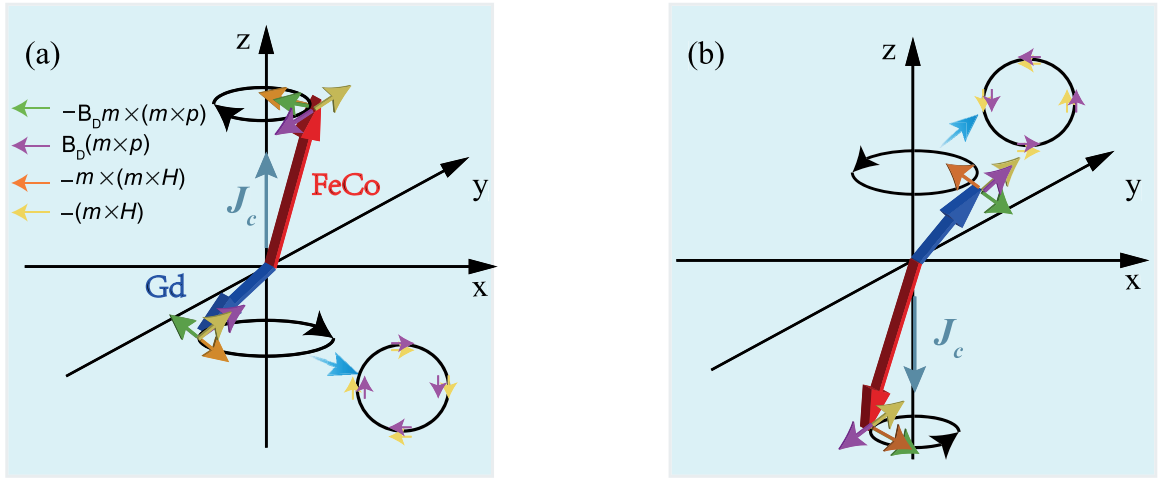 (a)
z
−B_D m × (m × p)
B_D (m × p)
−m × (m × H)
−(m × H)
FeCo
J_c
y
Gd
x
(b)
z
y
x
J_c